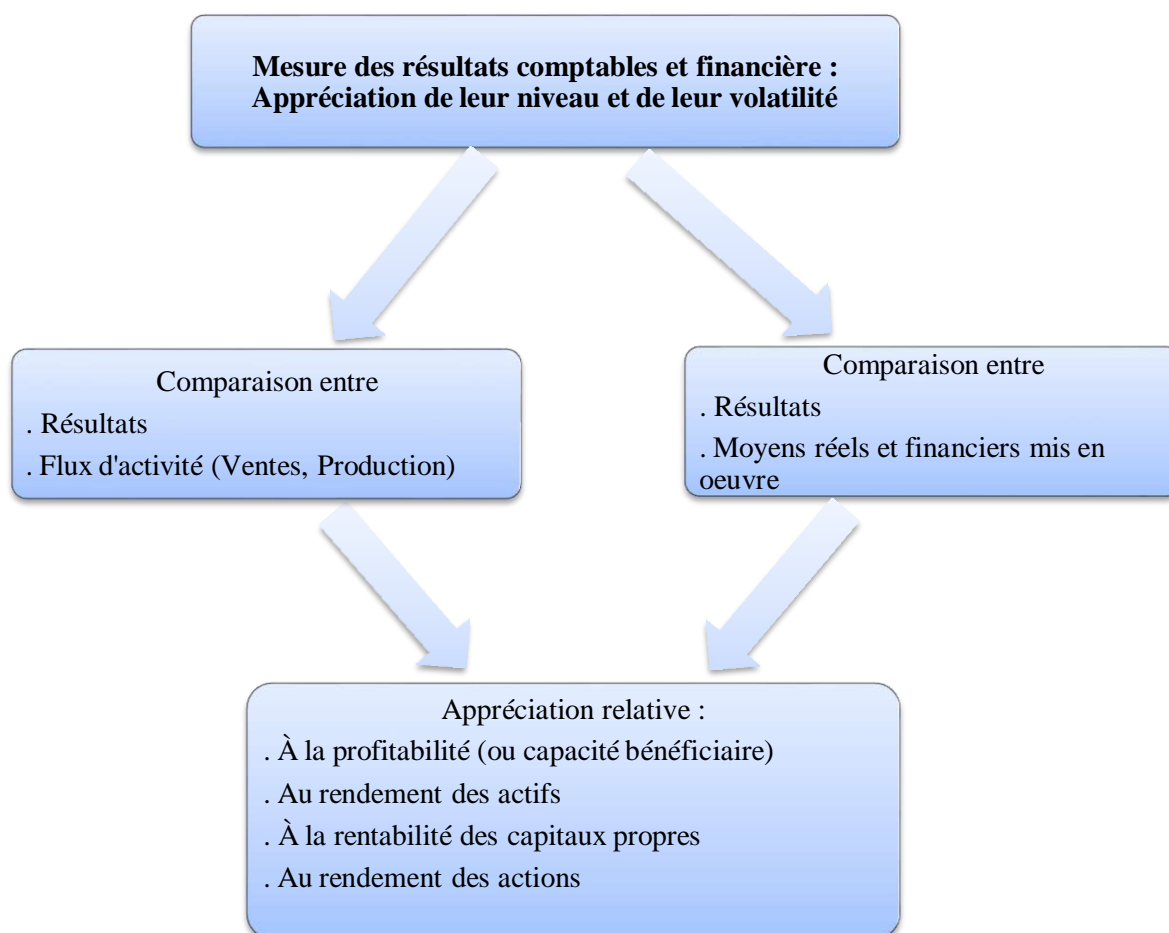 Mesure des résultats comptables et financière :
Appréciation de leur niveau et de leur volatilité
Comparaison entre
. Résultats
. Flux d'activité (Ventes, Production)
Comparaison entre
. Résultats
. Moyens réels et financiers mis en
oeuvre
Appréciation relative :
. À la profitabilité (ou capacité bénéficiaire)
. Au rendement des actifs
. À la rentabilité des capitaux propres
. Au rendement des actions